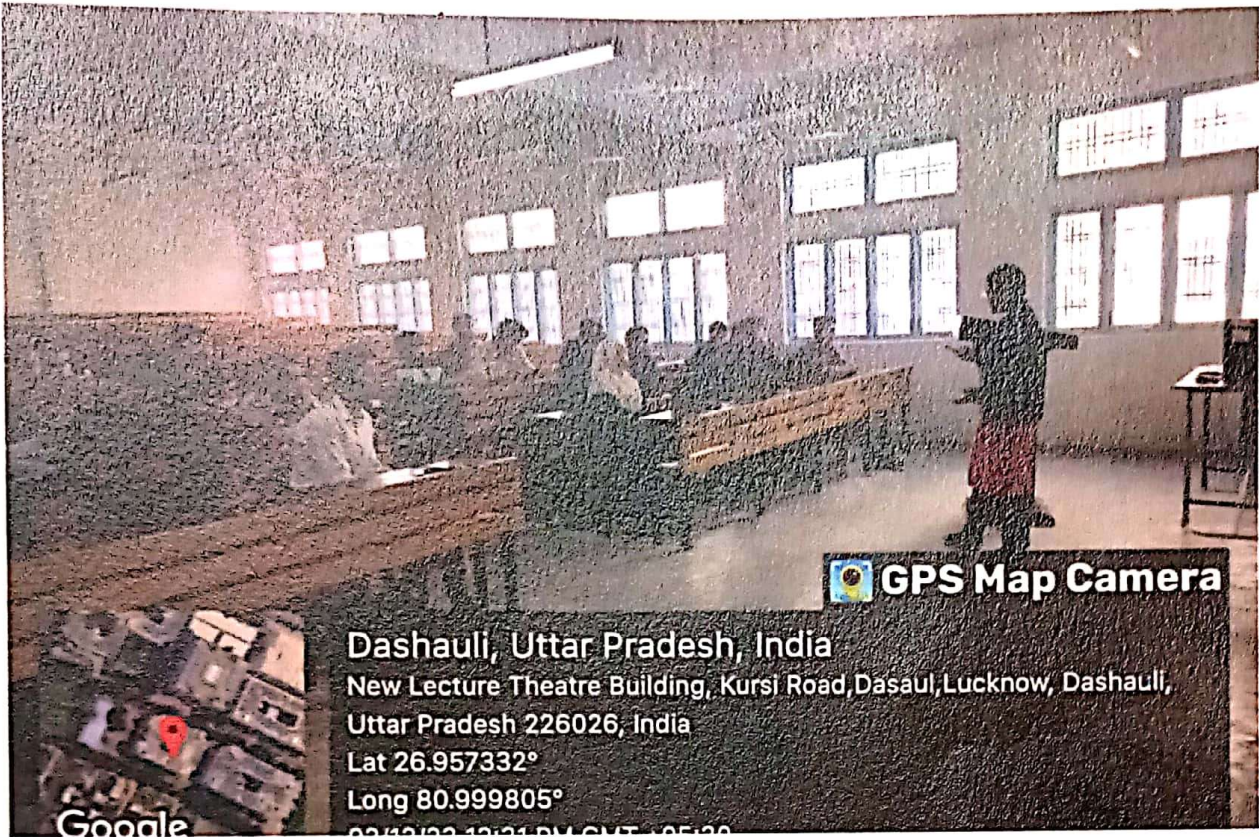 GPS Map Camera
Dashauli, Uttar Pradesh, India
New Lecture Theatre Building, Kursi Road,Dasaul,Lucknow, Dashauli,
Uttar Pradesh 226026, India
Lat 26.957332°
Long 80.999805°
Google